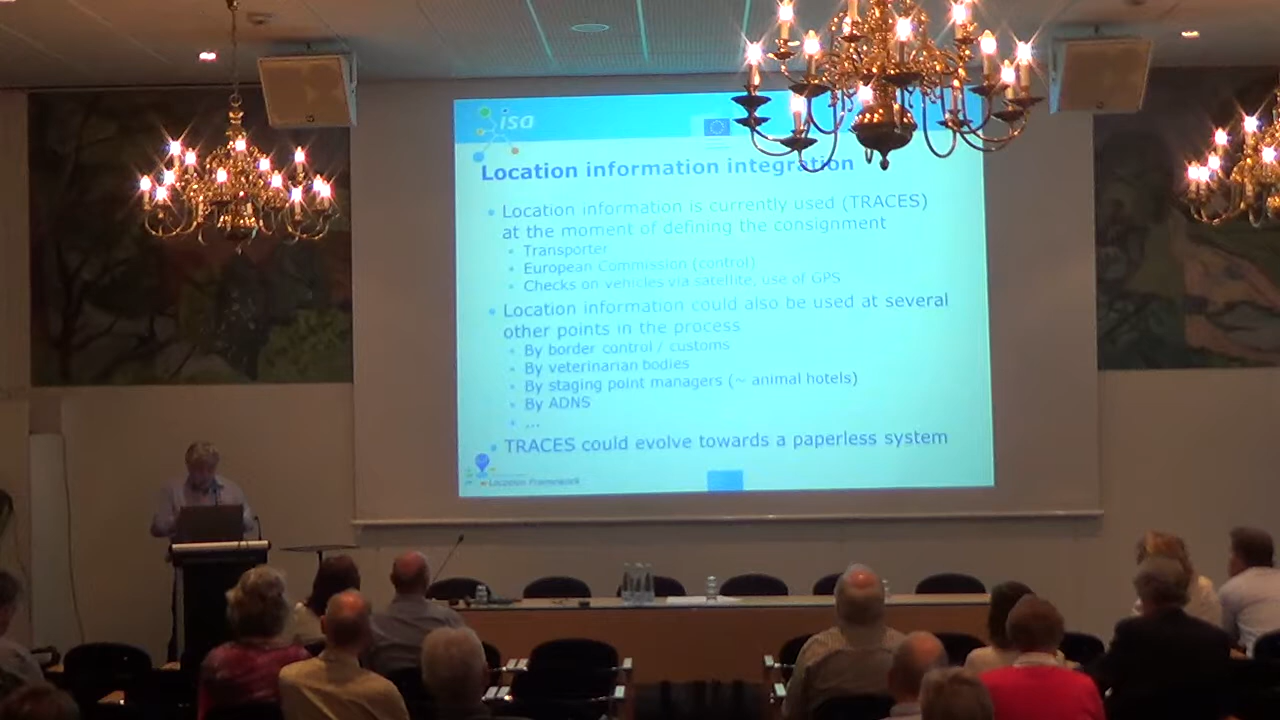 isa
Location information integration
• Location information is currently used (TRACES)
at the moment of defining the consignment
• Transporter
• European Commission (control)
• Checks on vehicles via satellite, use of GPS
• Location information could also be used at several
other points in the process
• By border control / customs
• By veterinarian bodies
• By staging point managers (~ animal hotels)
• By ADNS
• ...
• TRACES could evolve towards a paperless system
Location Framework